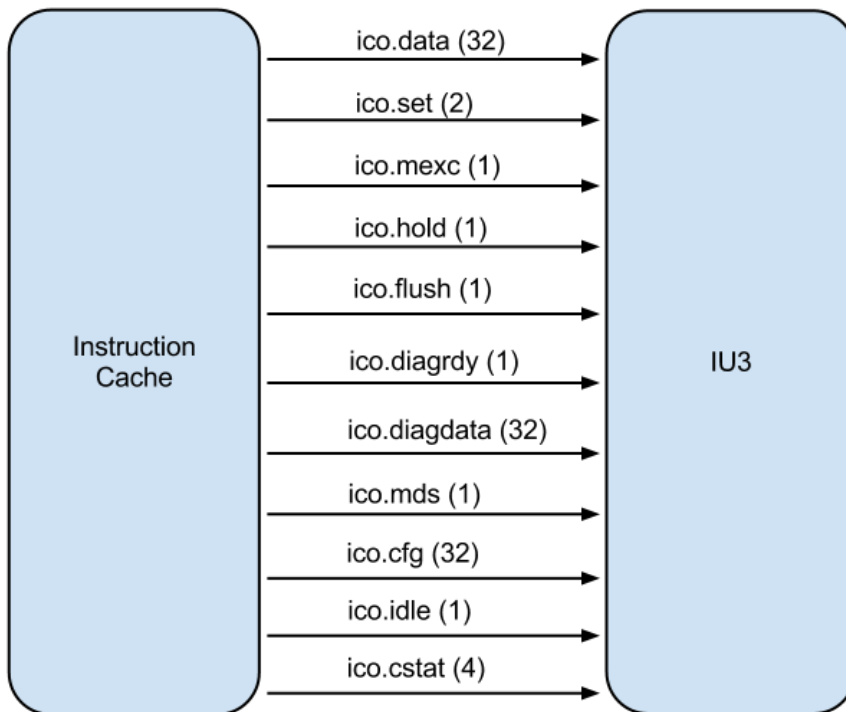 ico.data (32)
ico.set (2)
ico.mexc (1)
ico.hold (1)
ico.flush (1)
Instruction
Cache
IU3
ico.diagrdy (1)
ico.diagdata (32)
ico.mds (1)
ico.cfg (32)
ico.idle (1)
ico.cstat (4)